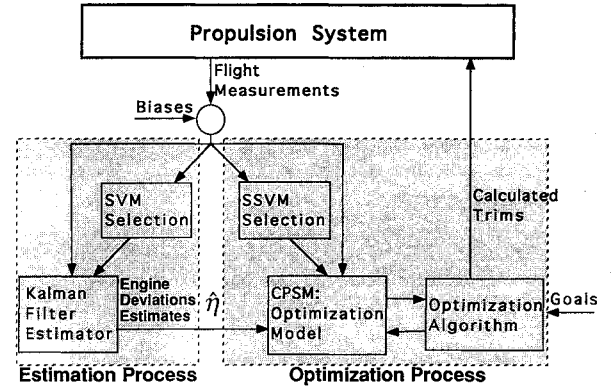 Propulsion System
Flight
Measurements
Biases
SVM
Selection
SSVM
Selection
Calculated
Trims
Kalman
Filter
Estimator
Engine
Deviations
Estimates
η̂
CPSM:
Optimization
Model
Optimization
Algorithm
Goals
Estimation Process
Optimization Process